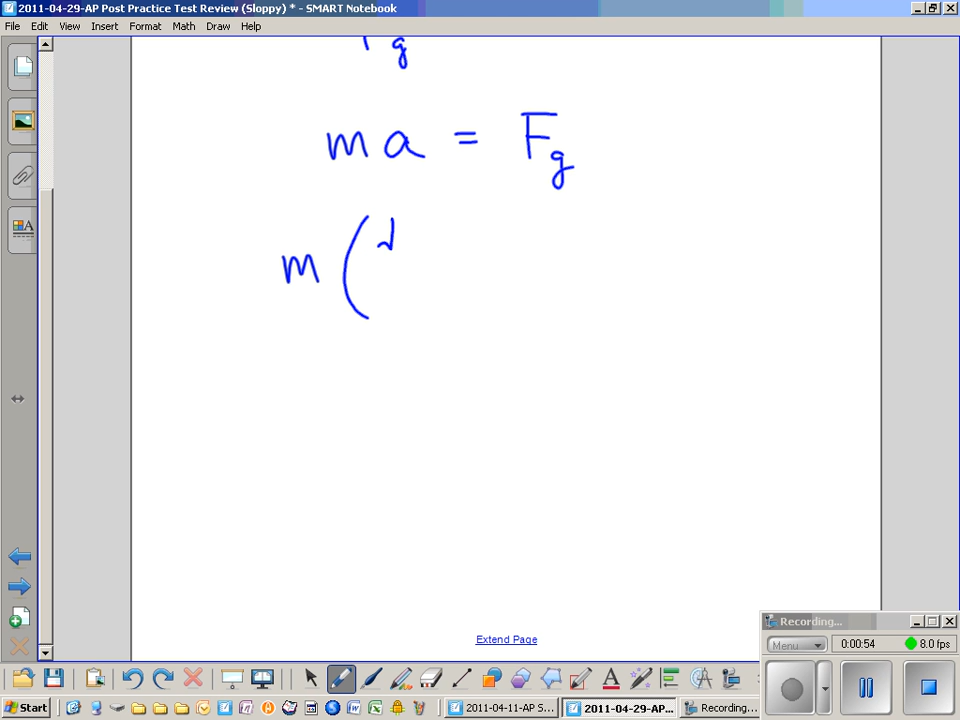 2011-04-29-AP Post Practice Test Review (Sloppy) * - SMART Notebook
File Edit View Insert Format Math Draw Help
F_g
ma = F_g
m (
Extend Page
Recording...
Menu 0:00:54 8.0 fps
Start 2011-04-11-AP S... 2011-04-29-AP... Recording...